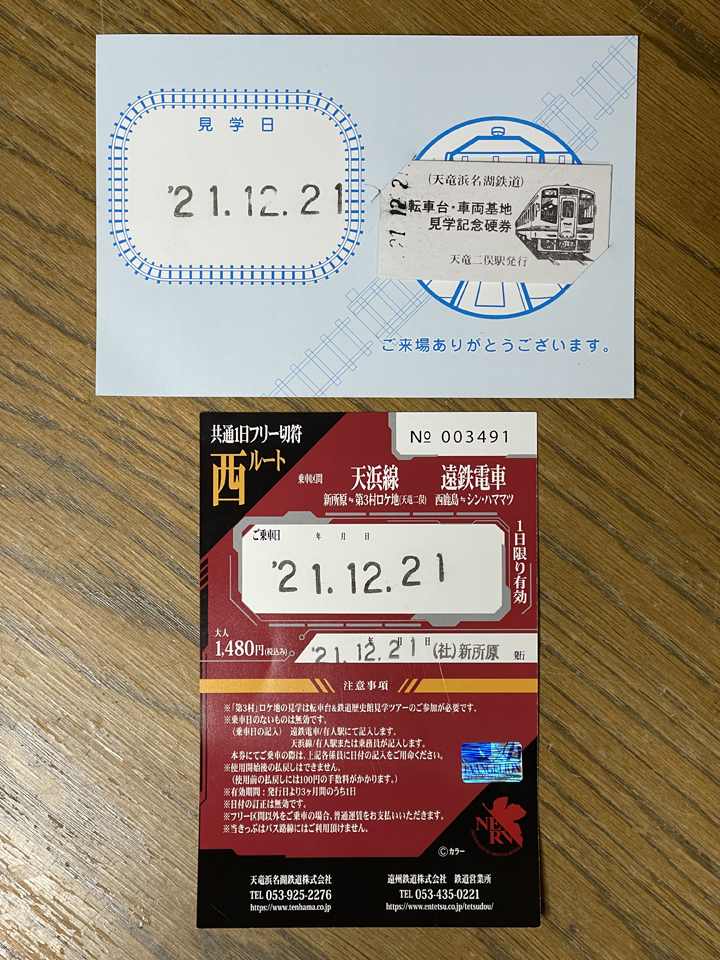 見学日
'21.12.21
(天竜浜名湖鉄道)
転車台・車両基地
見学記念硬券
天竜二俣駅発行
ご来場ありがとうございます。
共通1日フリー切符
西ルート
№ 003491
乗車区間
天浜線
新所原⇆第3村ロケ地(天竜二俣)
遠鉄電車
西鹿島⇆シン・ハママツ
ご乗車日 年 月 日
'21.12.21
1日限り有効
大人
1,480円(税込み)
年 月 日
'21.12.21 (社)新所原 発行
注意事項
※「第3村」ロケ地の見学は転車台&鉄道歴史館見学ツアーのご参加が必要です。
※乗車日のないものは無効です。
(乗車日の記入) 遠鉄電車/有人駅にて記入します。
天浜線/有人駅または乗務員が記入します。
本券にてご乗車の際は、上記各係員に日付の記入をご用命ください。
※使用開始後の払戻しはできません。
(使用前の払戻しには100円の手数料がかかります。)
※有効期間：発行日より3ヶ月間のうち1日
※日付の訂正は無効です。
※フリー区間以外をご乗車の場合、普通運賃をお支払いいただきます。
※当きっぷはバス路線にはご利用頂けません。
NERV
©カラー
天竜浜名湖鉄道株式会社
TEL 053-925-2276
https://www.tenhama.co.jp
遠州鉄道株式会社 鉄道営業所
TEL 053-435-0221
https://www.entetsu.co.jp/tetsudou/